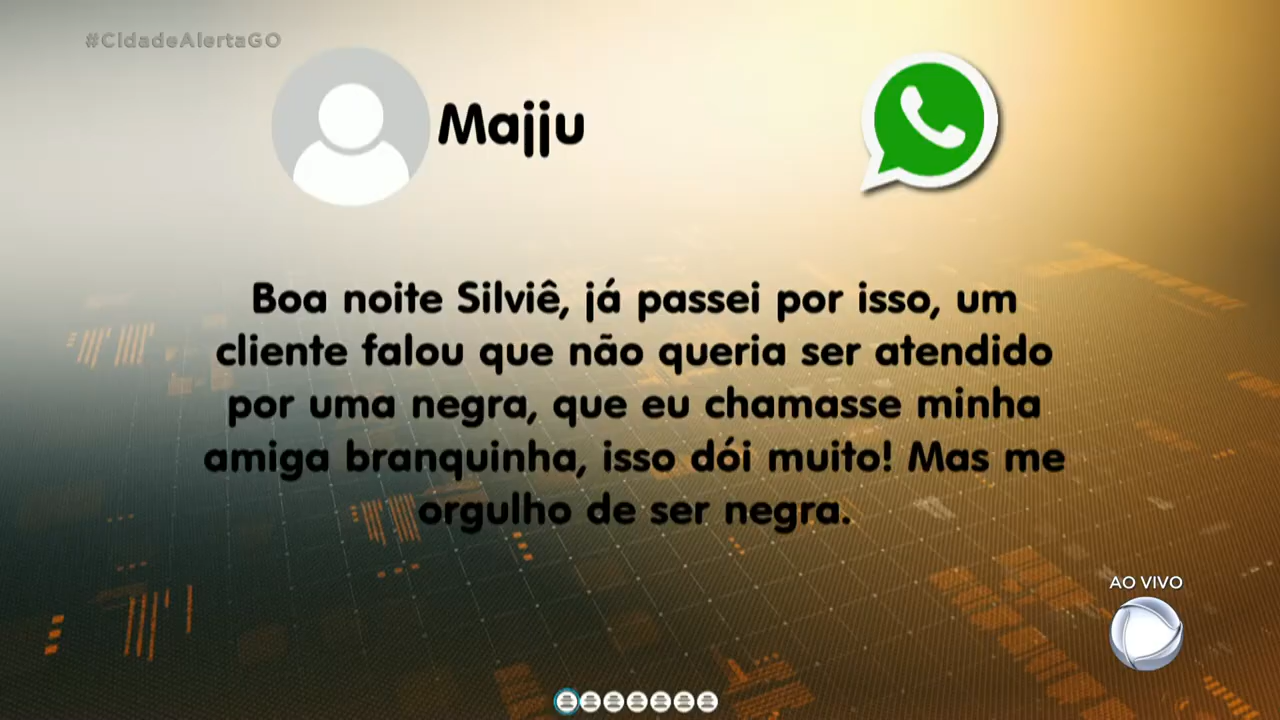 #CidadeAlertaGO
Majju
Boa noite Silviê, já passei por isso, um
cliente falou que não queria ser atendido
por uma negra, que eu chamasse minha
amiga branquinha, isso dói muito! Mas me
orgulho de ser negra.
AO VIVO